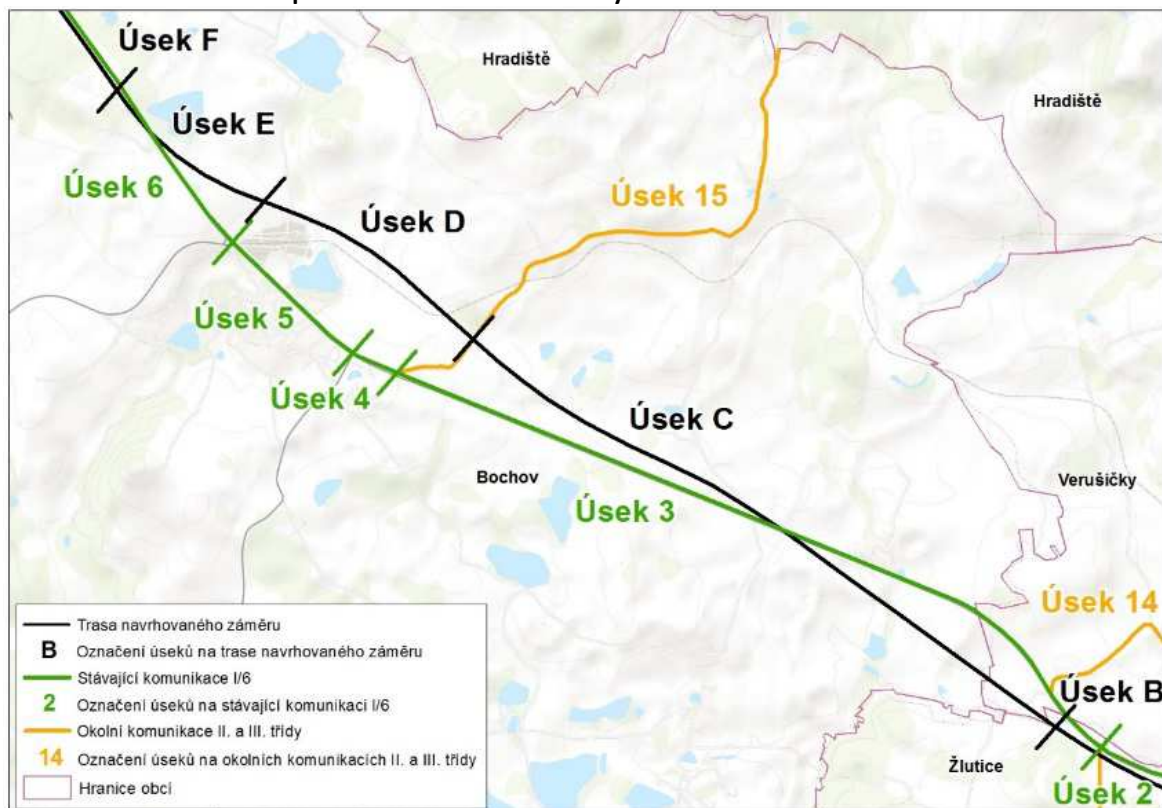 Úsek F
Hradiště
Hradiště
Úsek E
Úsek 6
Úsek 15
Úsek D
Úsek 5
Úsek 4
Úsek C
Bochov
Verušičky
Úsek 3
Úsek 14
Úsek B
Žlutice
Úsek 2
Trasa navrhovaného záměru
B Označení úseků na trase navrhovaného záměru
Stávající komunikace I/6
2 Označení úseků na stávající komunikaci I/6
Okolní komunikace II. a III. třídy
14 Označení úseků na okolních komunikacích II. a III. třídy
Hranice obcí